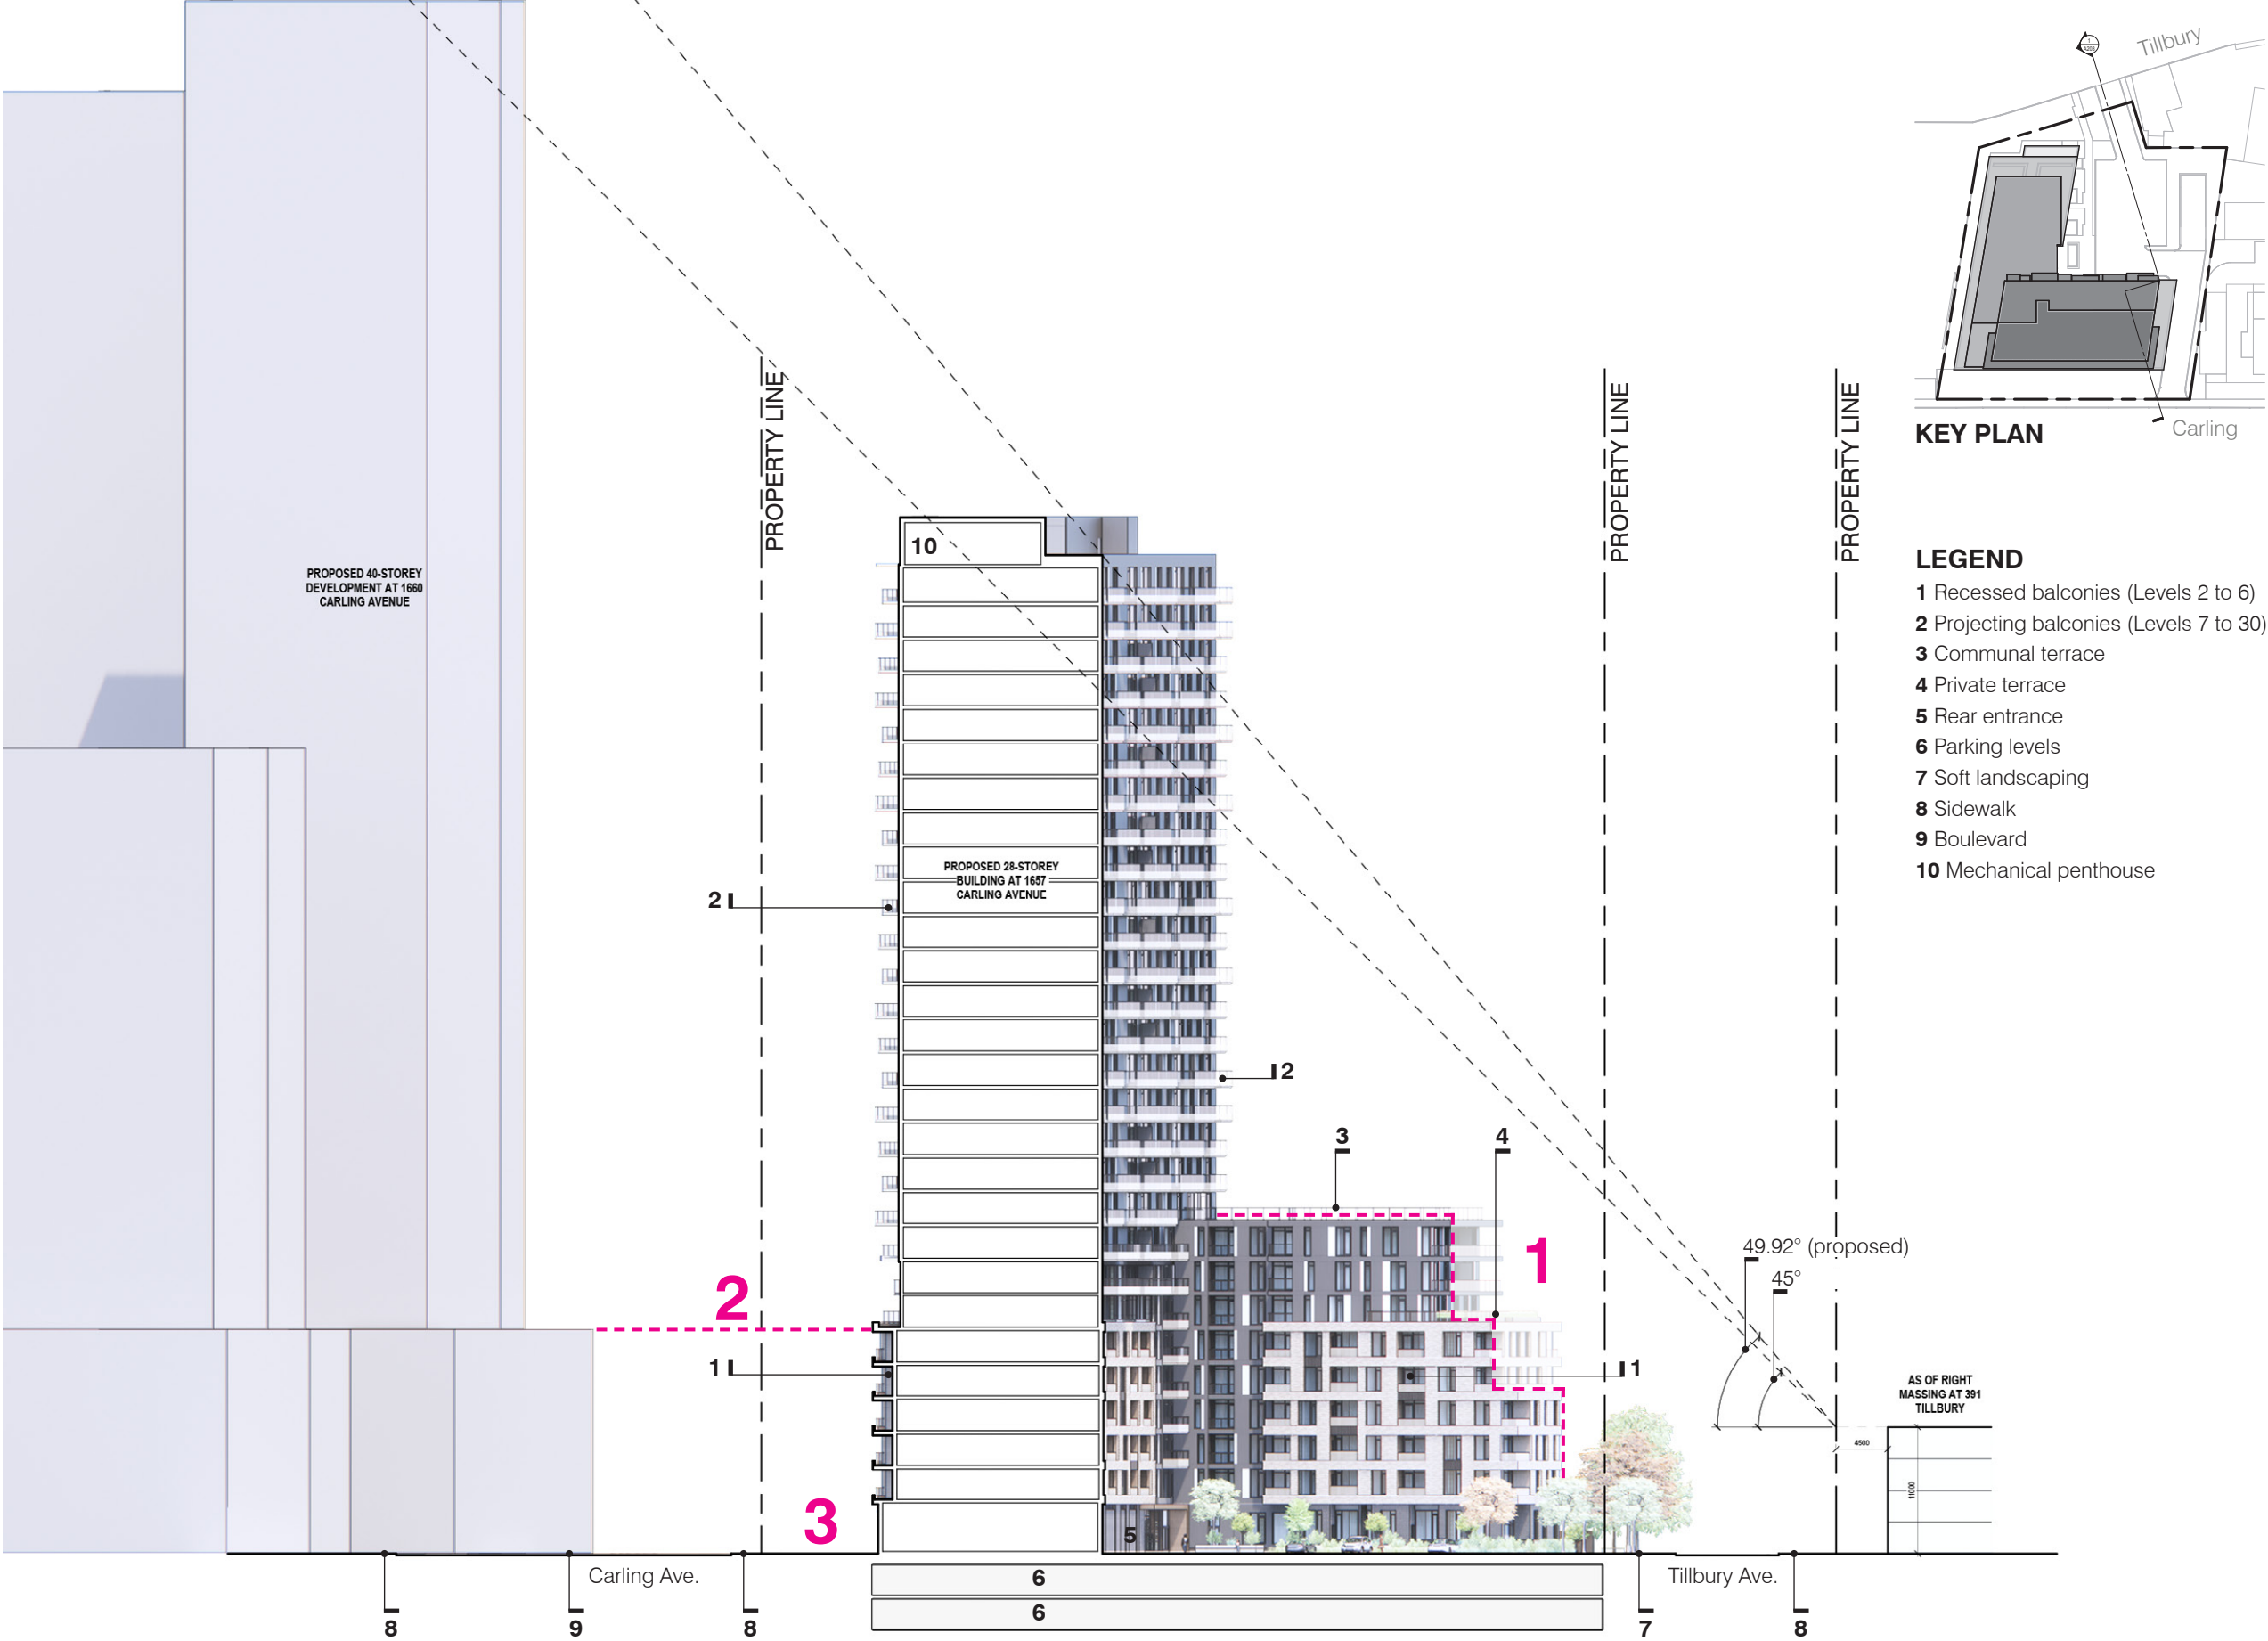 Tillbury
KEY PLAN
Carling
PROPERTY LINE
PROPERTY LINE
PROPERTY LINE
LEGEND
1 Recessed balconies (Levels 2 to 6)
2 Projecting balconies (Levels 7 to 30)
3 Communal terrace
4 Private terrace
5 Rear entrance
6 Parking levels
7 Soft landscaping
8 Sidewalk
9 Boulevard
10 Mechanical penthouse
10
PROPOSED 40-STOREY
DEVELOPMENT AT 1660
CARLING AVENUE
PROPOSED 28-STOREY
BUILDING AT 1657
CARLING AVENUE
2
2
3
4
1
49.92° (proposed)
45°
2
1
1
AS OF RIGHT
MASSING AT 391
TILLBURY
4500
11000
3
5
Carling Ave.
6
Tillbury Ave.
6
8
9
8
7
8